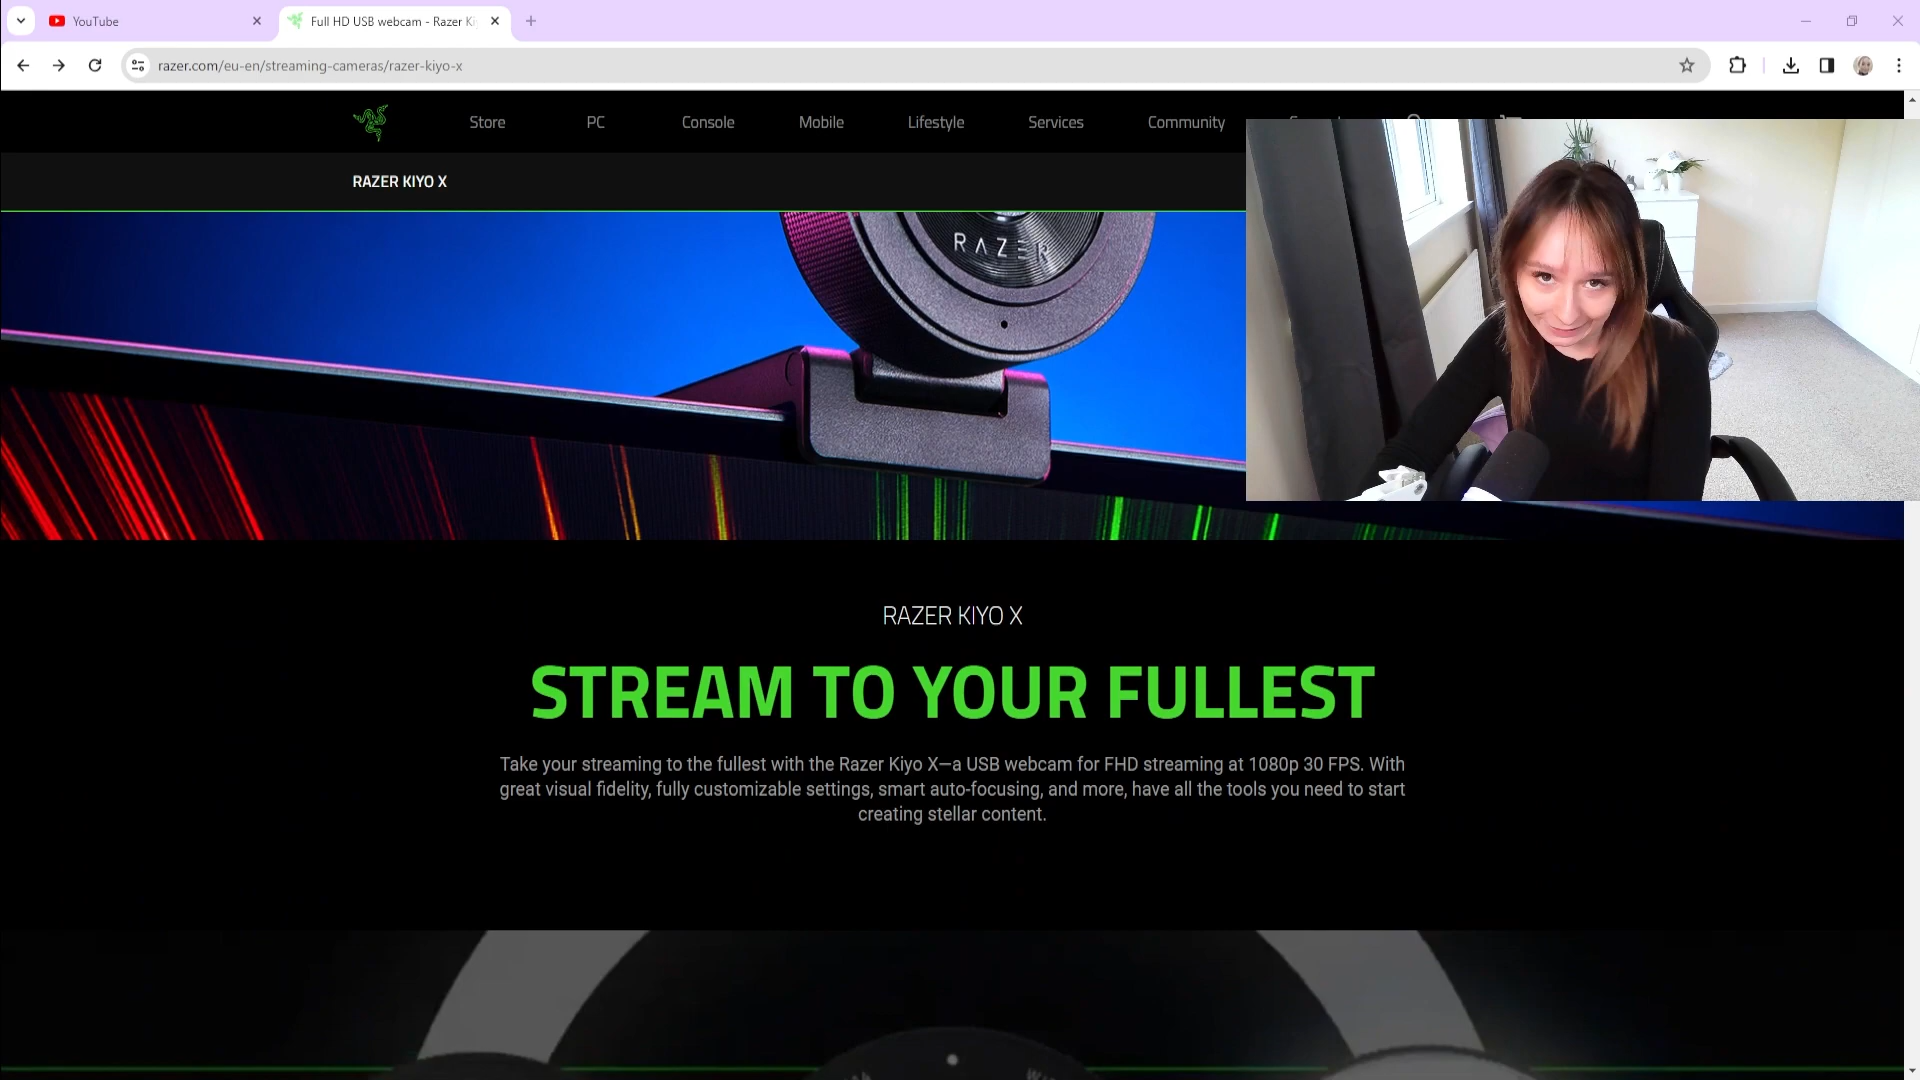 YouTube
Full HD USB webcam - Razer Ki
razer.com/eu-en/streaming-cameras/razer-kiyo-x
Store PC Console Mobile Lifestyle Services Community
RAZER KIYO X
RAZER
RAZER KIYO X
STREAM TO YOUR FULLEST
Take your streaming to the fullest with the Razer Kiyo X—a USB webcam for FHD streaming at 1080p 30 FPS. With
great visual fidelity, fully customizable settings, smart auto-focusing, and more, have all the tools you need to start
creating stellar content.